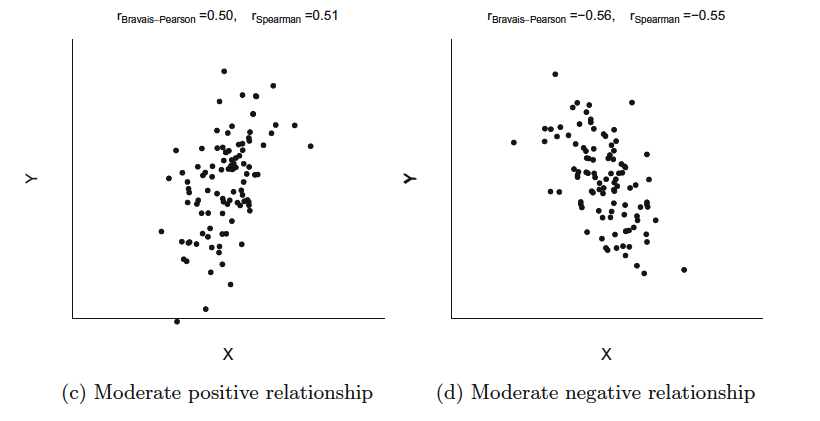 rBravais–Pearson =0.50, rSpearman =0.51
rBravais–Pearson =−0.56, rSpearman =−0.55
Y
Y
X
X
(c) Moderate positive relationship
(d) Moderate negative relationship